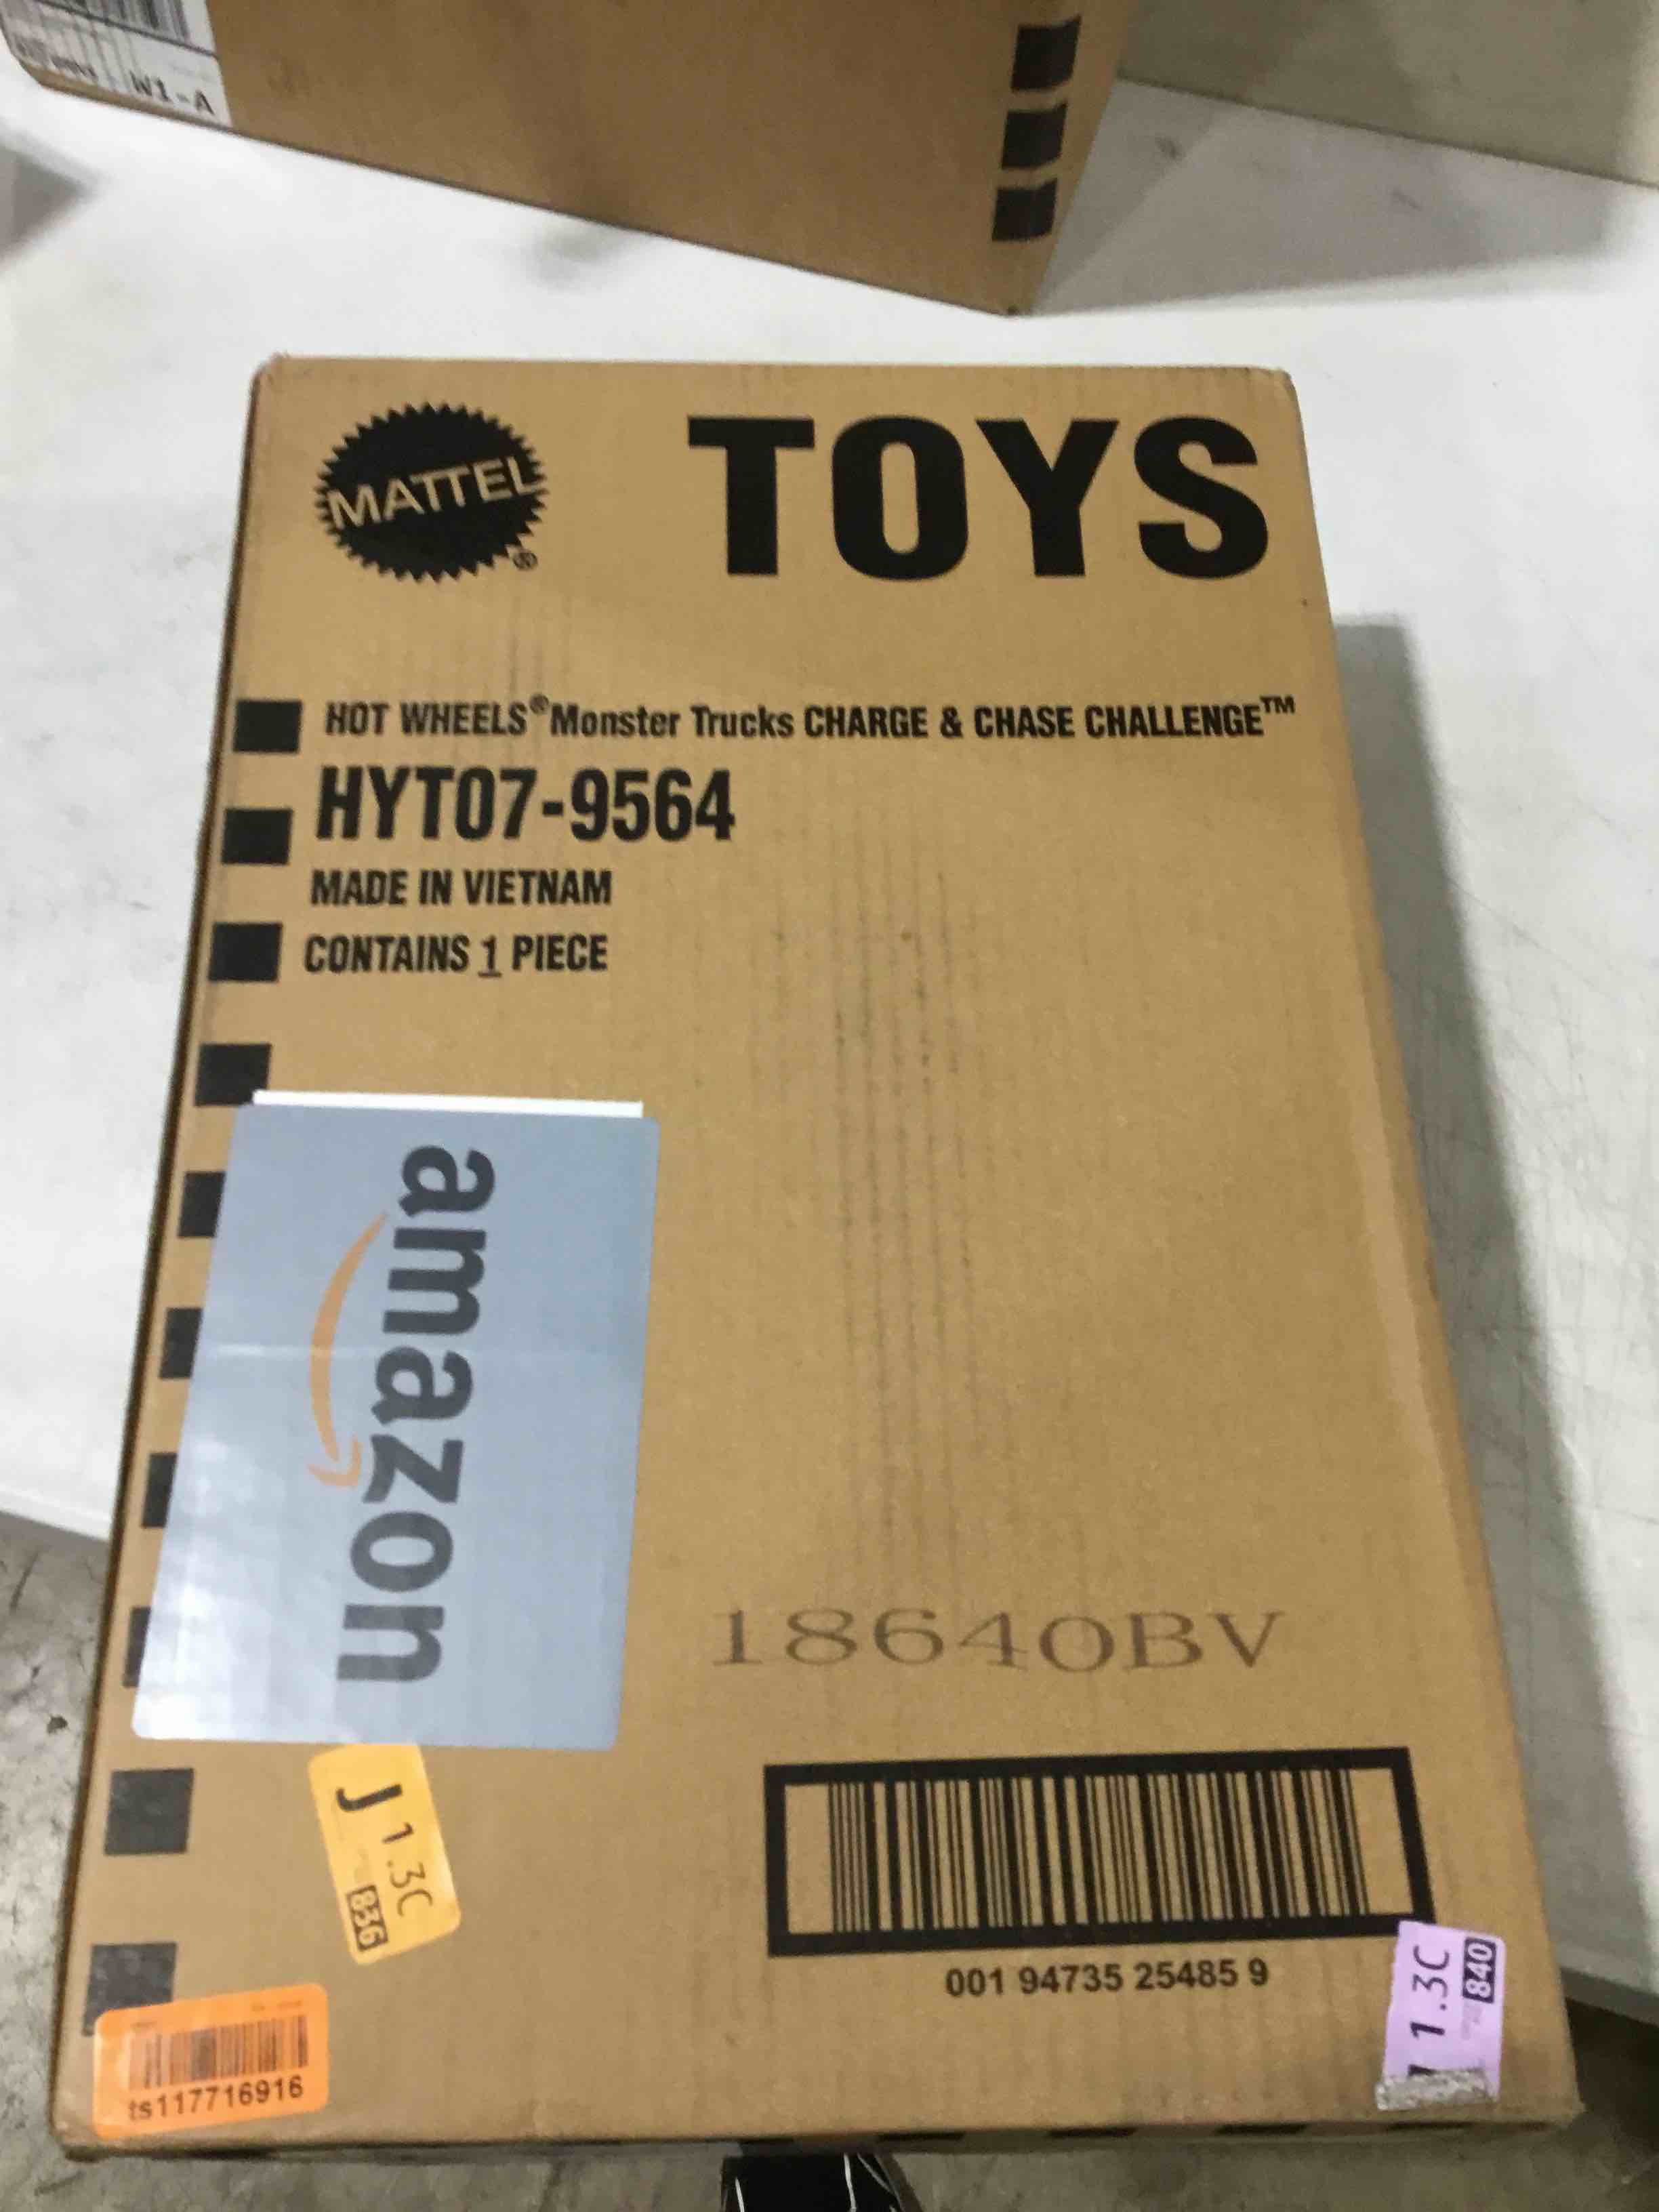 W1-A
MATTEL
®
TOYS
HOT WHEELS® Monster Trucks CHARGE & CHASE CHALLENGE™
HYT07-9564
MADE IN VIETNAM
CONTAINS 1 PIECE
amazon
18640BV
J 1.3C
836
001 94735 25485 9
1.3C
840
ts117716916